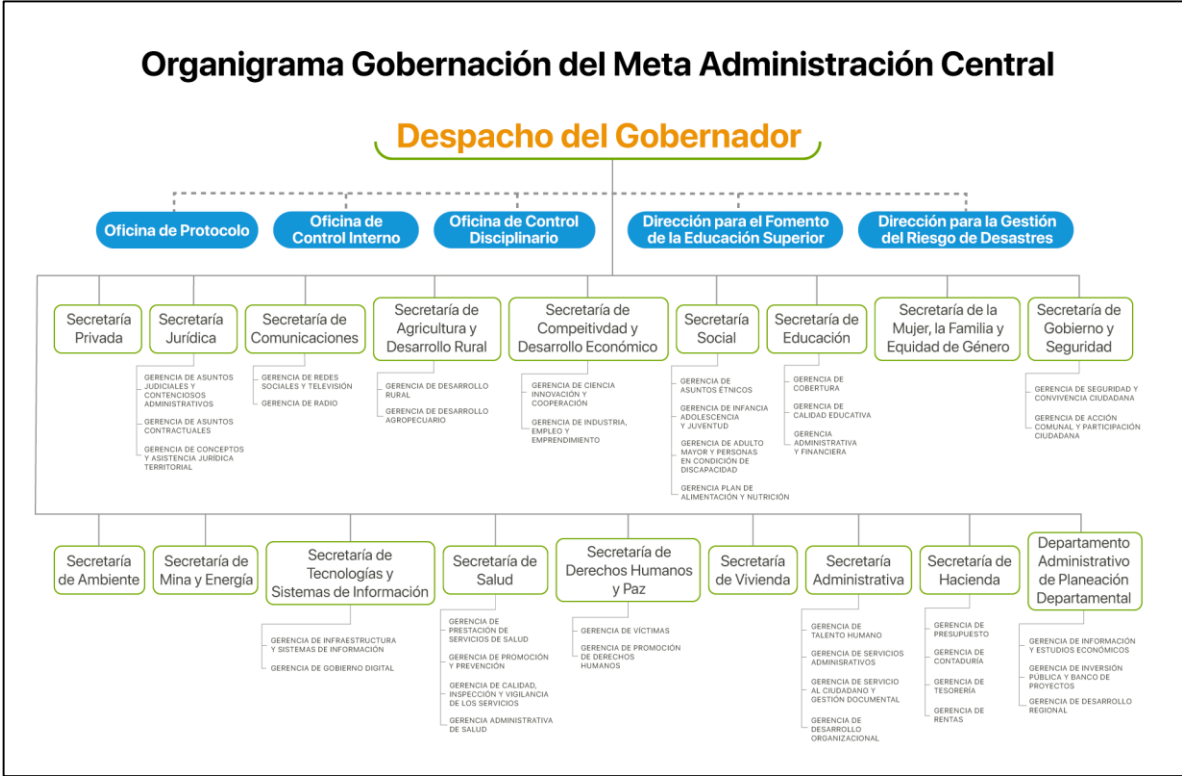 Organigrama Gobernación del Meta Administración Central
Despacho del Gobernador
Oficina de Protocolo
Oficina de
Control Interno
Oficina de Control
Disciplinario
Dirección para el Fomento
de la Educación Superior
Dirección para la Gestión
del Riesgo de Desastres
Secretaría
Privada
Secretaría
Jurídica
GERENCIA DE ASUNTOS
JUDICIALES Y
CONTENCIOSOS
ADMINISTRATIVOS
GERENCIA DE ASUNTOS
CONTRACTUALES
GERENCIA DE CONCEPTOS
Y ASISTENCIA JURÍDICA
TERRITORIAL
Secretaría de
Comunicaciones
GERENCIA DE REDES
SOCIALES Y TELEVISIÓN
GERENCIA DE RADIO
Secretaría de
Agricultura y
Desarrollo Rural
GERENCIA DE DESARROLLO
RURAL
GERENCIA DE DESARROLLO
AGROPECUARIO
Secretaría de
Compeitivdad y
Desarrollo Económico
GERENCIA DE CIENCIA
INNOVACIÓN Y
COOPERACIÓN
GERENCIA DE INDUSTRIA,
EMPLEO Y
EMPRENDIMIENTO
Secretaría
Social
GERENCIA DE
ASUNTOS ÉTNICOS
GERENCIA DE INFANCIA
ADOLESCENCIA
Y JUVENTUD
GERENCIA DE ADULTO
MAYOR Y PERSONAS
EN CONDICIÓN DE
DISCAPACIDAD
GERENCIA PLAN DE
ALIMENTACIÓN Y NUTRICIÓN
Secretaría de
Educación
GERENCIA DE
COBERTURA
GERENCIA DE
CALIDAD EDUCATIVA
GERENCIA
ADMINISTRATIVA
Y FINANCIERA
Secretaría de la
Mujer, la Familia y
Equidad de Género
Secretaría de
Gobierno y
Seguridad
GERENCIA DE SEGURIDAD Y
CONVIVENCIA CIUDADANA
GERENCIA DE ACCIÓN
COMUNAL Y PARTICIPACIÓN
CIUDADANA
Secretaría
de Ambiente
Secretaría
de Mina y Energía
Secretaría de
Tecnologías y
Sistemas de Información
GERENCIA DE INFRAESTRUCTURA
Y SISTEMAS DE INFORMACIÓN
GERENCIA DE GOBIERNO DIGITAL
Secretaría de
Salud
GERENCIA DE
PRESTACIÓN DE
SERVICIOS DE SALUD
GERENCIA DE PROMOCIÓN
Y PREVENCIÓN
GERENCIA DE CALIDAD,
INSPECCIÓN Y VIGILANCIA
DE LOS SERVICIOS
GERENCIA ADMINISTRATIVA
DE SALUD
Secretaría de
Derechos Humanos
y Paz
GERENCIA DE VÍCTIMAS
GERENCIA DE PROMOCIÓN
DE DERECHOS
HUMANOS
Secretaría
de Vivienda
Secretaría
Administrativa
GERENCIA DE
TALENTO HUMANO
GERENCIA DE SERVICIOS
ADMINISRATIVOS
GERENCIA DE SERVICIO
AL CIUDADANO Y
GESTIÓN DOCUMENTAL
GERENCIA DE
DESARROLLO
ORGANIZACIONAL
Secretaría
de Hacienda
GERENCIA DE
PRESUPUESTO
GERENCIA DE
CONTADURÍA
GERENCIA DE
TESORERÍA
GERENCIA DE
RENTAS
Departamento
Administrativo
de Planeación
Departamental
GERENCIA DE INFORMACIÓN
Y ESTUDIOS ECONÓMICOS
GERENCIA DE INVERSIÓN
PÚBLICA Y BANCO DE
PROYECTOS
GERENCIA DE DESARROLLO
REGIONAL